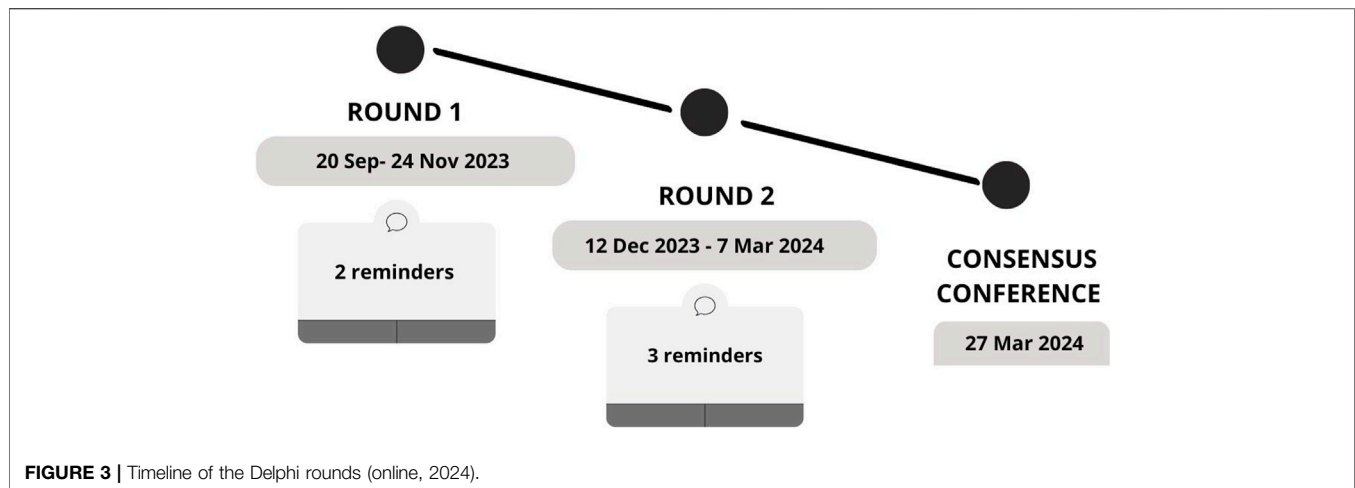 ROUND 1
20 Sep- 24 Nov 2023
2 reminders
ROUND 2
12 Dec 2023 - 7 Mar 2024
3 reminders
CONSENSUS
CONFERENCE
27 Mar 2024
FIGURE 3 | Timeline of the Delphi rounds (online, 2024).